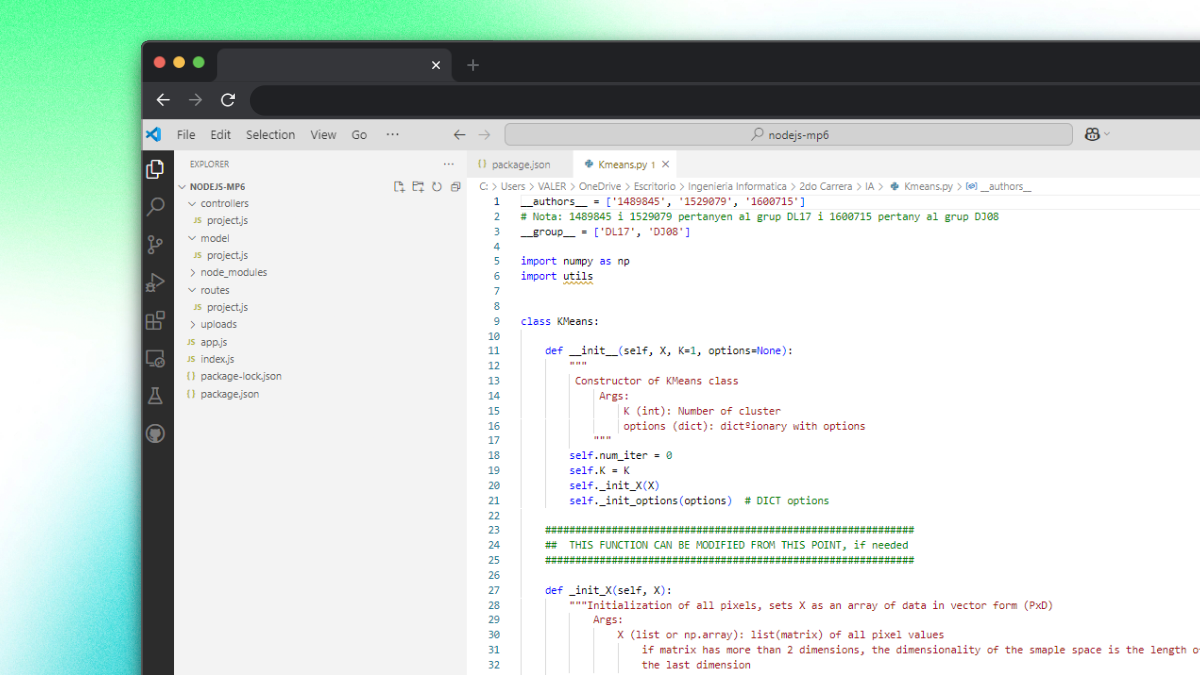 File Edit Selection View Go ··· nodejs-mp6
EXPLORER ···
NODEJS-MP6
controllers
JS project.js
model
JS project.js
node_modules
routes
JS project.js
uploads
JS app.js
JS index.js
{} package-lock.json
{} package.json
{} package.json Kmeans.py 1
C: > Users > VALER > OneDrive > Escritorio > Ingenieria Informatica > 2do Carrera > IA > Kmeans.py > __authors__
1 __authors__ = ['1489845', '1529079', '1600715']
2 # Nota: 1489845 i 1529079 pertanyen al grup DL17 i 1600715 pertany al grup DJ08
3 __group__ = ['DL17', 'DJ08']
4
5 import numpy as np
6 import utils
7
8
9 class KMeans:
10
11 def __init__(self, X, K=1, options=None):
12 """
13 Constructor of KMeans class
14 Args:
15 K (int): Number of cluster
16 options (dict): dictºionary with options
17 """
18 self.num_iter = 0
19 self.K = K
20 self._init_X(X)
21 self._init_options(options) # DICT options
22
23 #############################################################
24 ## THIS FUNCTION CAN BE MODIFIED FROM THIS POINT, if needed
25 #############################################################
26
27 def _init_X(self, X):
28 """Initialization of all pixels, sets X as an array of data in vector form (PxD)
29 Args:
30 X (list or np.array): list(matrix) of all pixel values
31 if matrix has more than 2 dimensions, the dimensionality of the smaple space is the length
32 the last dimension